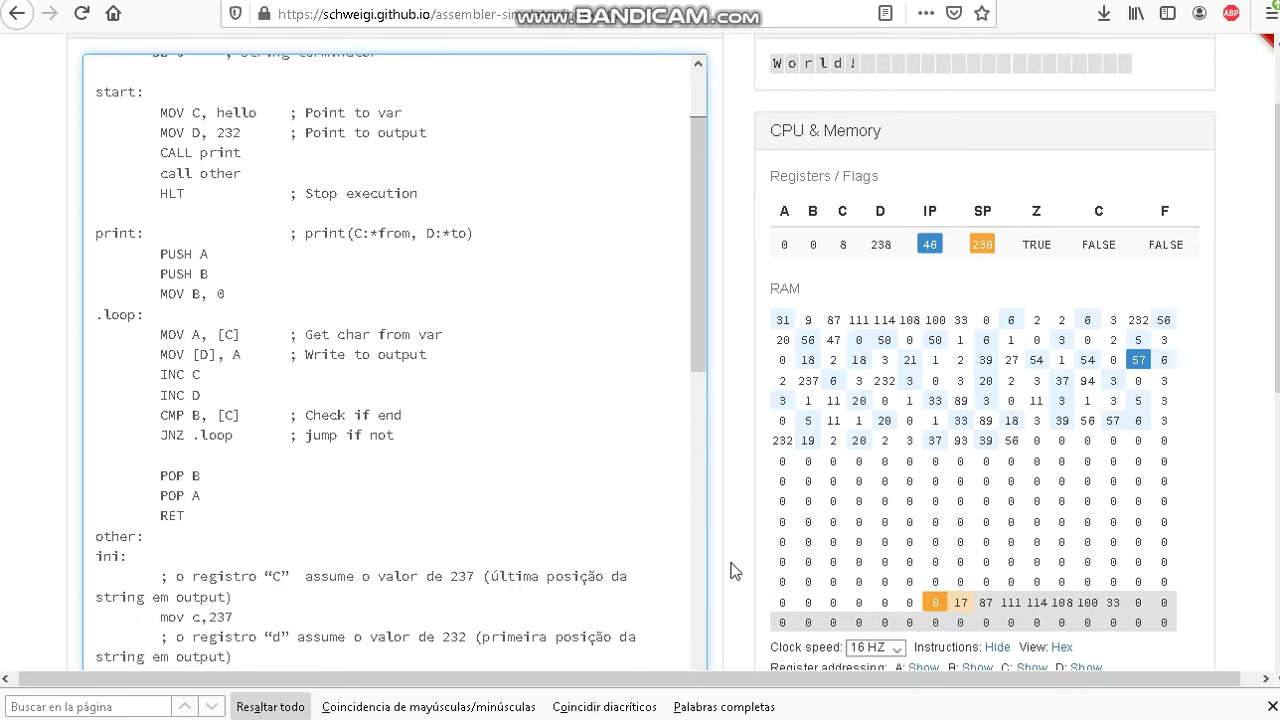 https://schweigi.github.io/assembler-simu
www.BANDICAM.com
ABP
start:
MOV C, hello ; Point to var
MOV D, 232 ; Point to output
CALL print
call other
HLT ; Stop execution
print: ; print(C:*from, D:*to)
PUSH A
PUSH B
MOV B, 0
.loop:
MOV A, [C] ; Get char from var
MOV [D], A ; Write to output
INC C
INC D
CMP B, [C] ; Check if end
JNZ .loop ; jump if not
POP B
POP A
RET
other:
ini:
; o registro “C” assume o valor de 237 (última posição da
string em output)
mov c,237
; o registro “d” assume o valor de 232 (primeira posição da
string em output)
World!
CPU & Memory
Registers / Flags
A B C D IP SP Z C F
0 0 8 238 46 230 TRUE FALSE FALSE
RAM
31 9 87 111 114 108 100 33 0 6 2 2 6 3 232 56
20 56 47 0 50 0 50 1 6 1 0 3 0 2 5 3
0 18 2 18 3 21 1 2 39 27 54 1 54 0 57 6
2 237 6 3 232 3 0 3 20 2 3 37 94 3 0 3
3 1 11 20 0 1 33 89 3 0 11 3 1 3 5 3
0 5 11 1 20 0 1 33 89 18 3 39 56 57 6 3
232 19 2 20 2 3 37 93 39 56 0 0 0 0 0 0
0 0 0 0 0 0 0 0 0 0 0 0 0 0 0 0
0 0 0 0 0 0 0 0 0 0 0 0 0 0 0 0
0 0 0 0 0 0 0 0 0 0 0 0 0 0 0 0
0 0 0 0 0 0 0 0 0 0 0 0 0 0 0 0
0 0 0 0 0 0 0 0 0 0 0 0 0 0 0 0
0 0 0 0 0 0 0 0 0 0 0 0 0 0 0 0
0 0 0 0 0 0 0 0 0 0 0 0 0 0 0 0
0 0 0 0 0 0 17 87 111 114 108 100 33 0 0
0 0 0 0 0 0 0 0 0 0 0 0 0 0 0 0
Clock speed: 16 HZ Instructions: Hide View: Hex
Register addressing: A: Show B: Show C: Show D: Show
Buscar en la página
Resaltar todo
Coincidencia de mayúsculas/minúsculas
Coincidir diacríticos
Palabras completas